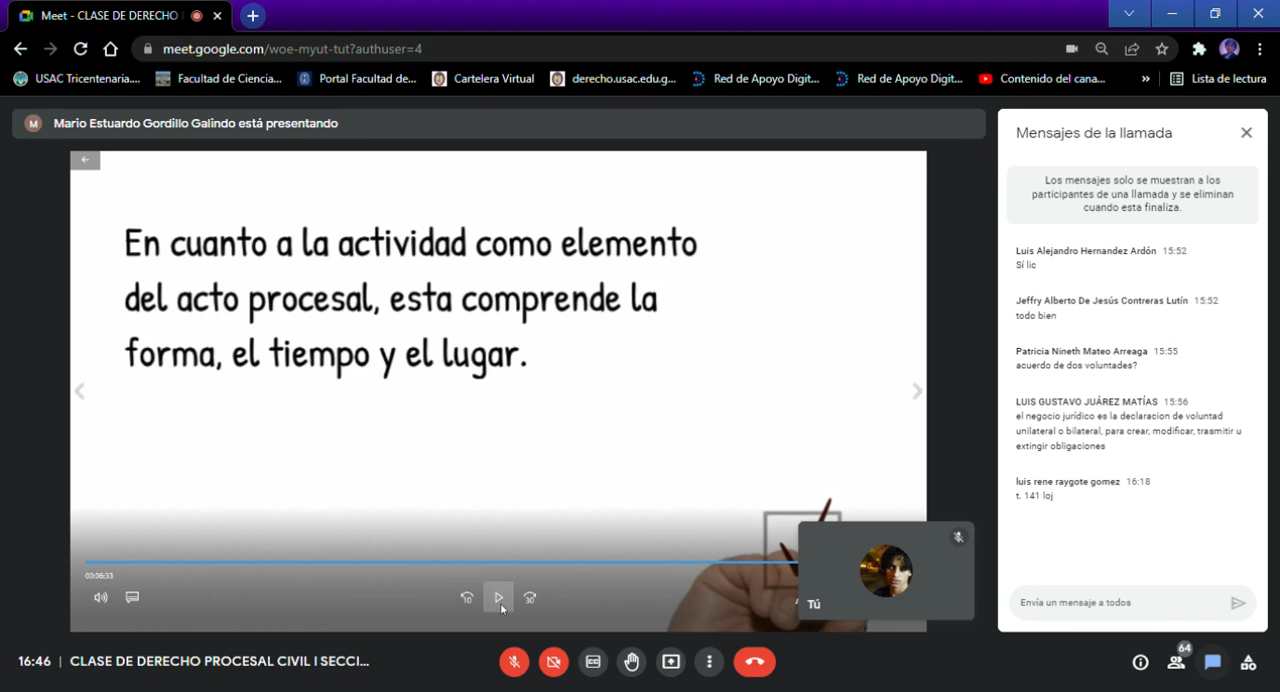 Meet - CLASE DE DERECHO
meet.google.com/woe-myut-tut?authuser=4
USAC Tricentenaria....
Facultad de Ciencia...
Portal Facultad de...
Cartelera Virtual
derecho.usac.edu.g...
Red de Apoyo Digit...
Red de Apoyo Digit...
Contenido del cana...
»
Lista de lectura
M
Mario Estuardo Gordillo Galindo está presentando
En cuanto a la actividad como elemento
del acto procesal, esta comprende la
forma, el tiempo y el lugar.
00:06:33
10
30
Tú
Mensajes de la llamada
Los mensajes solo se muestran a los
participantes de una llamada y se eliminan
cuando esta finaliza.
Luis Alejandro Hernandez Ardón 15:52
Sí lic
Jeffry Alberto De Jesús Contreras Lutín 15:52
todo bien
Patricia Nineth Mateo Arreaga 15:55
acuerdo de dos voluntades?
LUIS GUSTAVO JUÁREZ MATÍAS 15:56
el negocio jurídico es la declaracion de voluntad
unilateral o bilateral, para crear, modificar, trasmitir u
extingir obligaciones
luis rene raygote gomez 16:18
t. 141 loj
Envía un mensaje a todos
16:46 | CLASE DE DERECHO PROCESAL CIVIL I SECCI...
64